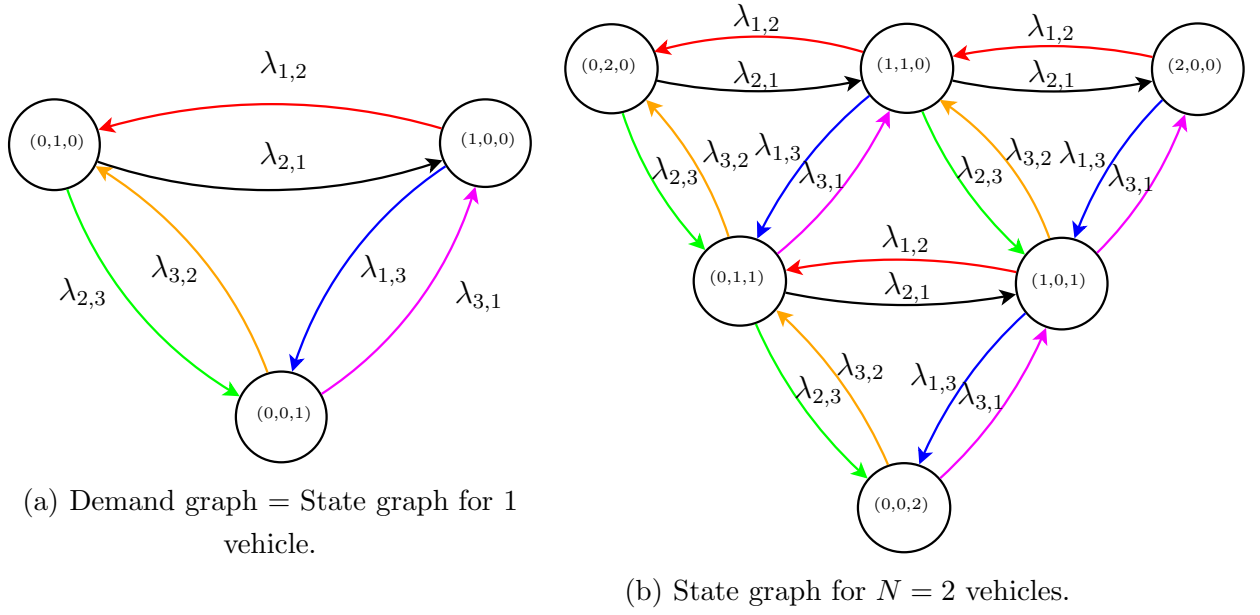 λ1,2
(0,1,0)
(1,0,0)
λ2,1
λ2,3
λ3,2
λ1,3
λ3,1
(0,0,1)
(a) Demand graph = State graph for 1
vehicle.
λ1,2
λ1,2
(0,2,0)
(1,1,0)
(2,0,0)
λ2,1
λ2,1
λ2,3
λ3,2
λ1,3
λ3,1
λ2,3
λ3,2
λ1,3
λ3,1
λ1,2
(0,1,1)
(1,0,1)
λ2,1
λ2,3
λ3,2
λ1,3
λ3,1
(0,0,2)
(b) State graph for N = 2 vehicles.